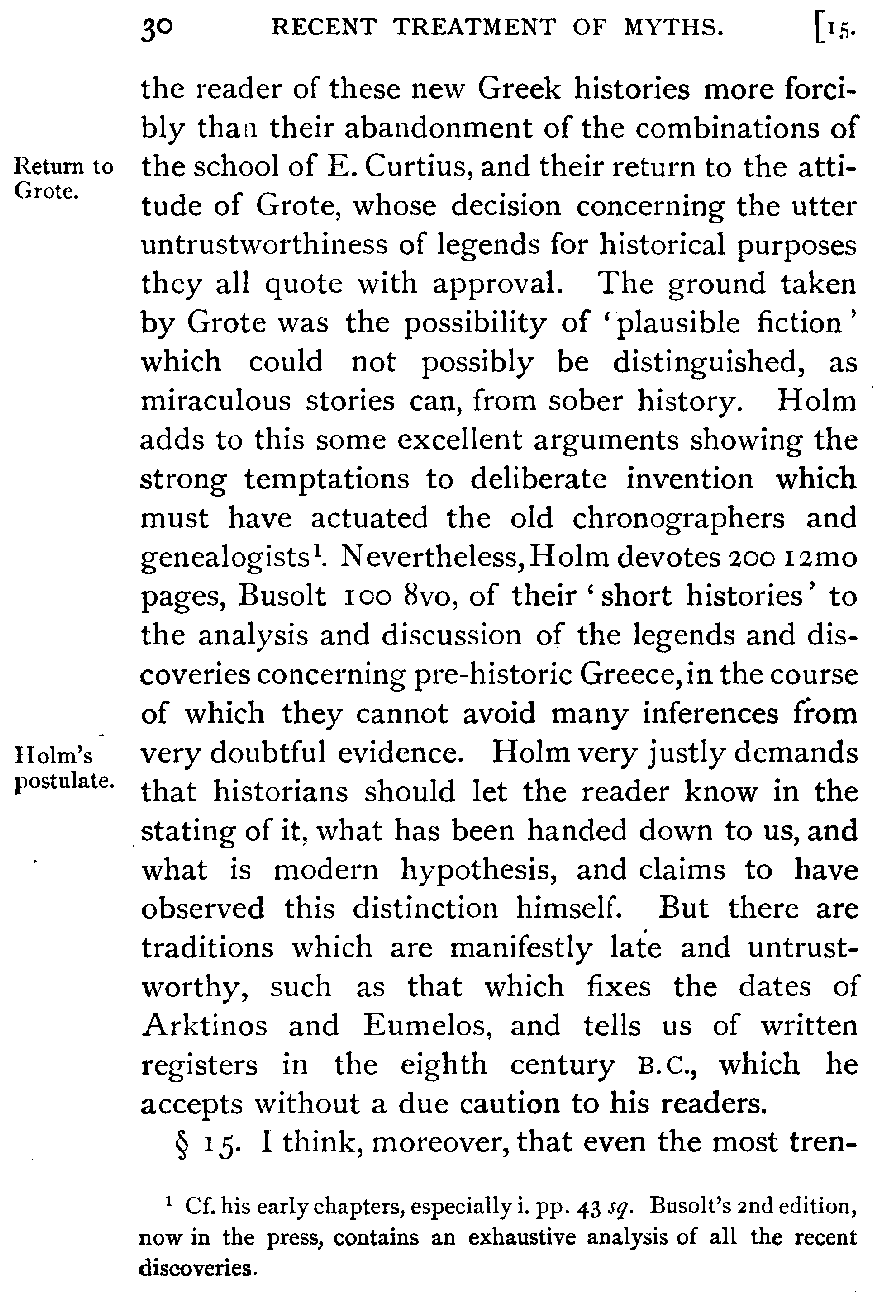 30 RECENT TREATMENT OF MYTHS. [15.
the reader of these new Greek histories more forci-
bly than their abandonment of the combinations of
Return to
Grote.
the school of E. Curtius, and their return to the atti-
tude of Grote, whose decision concerning the utter
untrustworthiness of legends for historical purposes
they all quote with approval. The ground taken
by Grote was the possibility of ‘plausible fiction’
which could not possibly be distinguished, as
miraculous stories can, from sober history. Holm
adds to this some excellent arguments showing the
strong temptations to deliberate invention which
must have actuated the old chronographers and
genealogists¹. Nevertheless, Holm devotes 200 12mo
pages, Busolt 100 8vo, of their ‘short histories’ to
the analysis and discussion of the legends and dis-
coveries concerning pre-historic Greece, in the course
of which they cannot avoid many inferences from
Holm's
postulate.
very doubtful evidence. Holm very justly demands
that historians should let the reader know in the
stating of it, what has been handed down to us, and
what is modern hypothesis, and claims to have
observed this distinction himself. But there are
traditions which are manifestly late and untrust-
worthy, such as that which fixes the dates of
Arktinos and Eumelos, and tells us of written
registers in the eighth century B.C., which he
accepts without a due caution to his readers.
§ 15. I think, moreover, that even the most tren-
¹ Cf. his early chapters, especially i. pp. 43 sq. Busolt's 2nd edition,
now in the press, contains an exhaustive analysis of all the recent
discoveries.